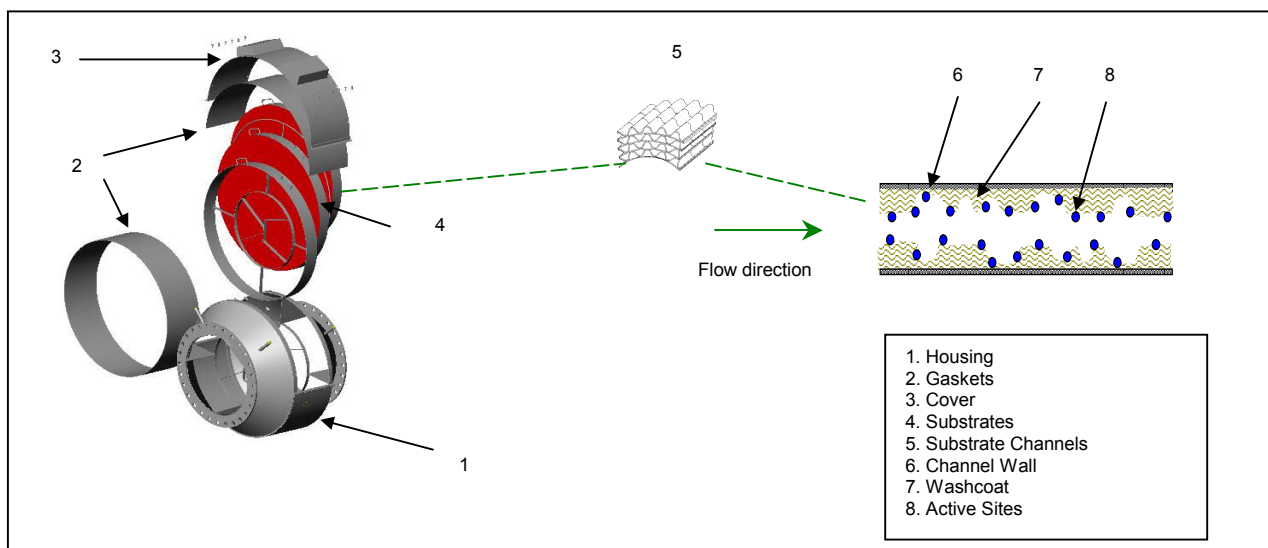 3
5
6 7 8
2
4
Flow direction
1
1. Housing
2. Gaskets
3. Cover
4. Substrates
5. Substrate Channels
6. Channel Wall
7. Washcoat
8. Active Sites